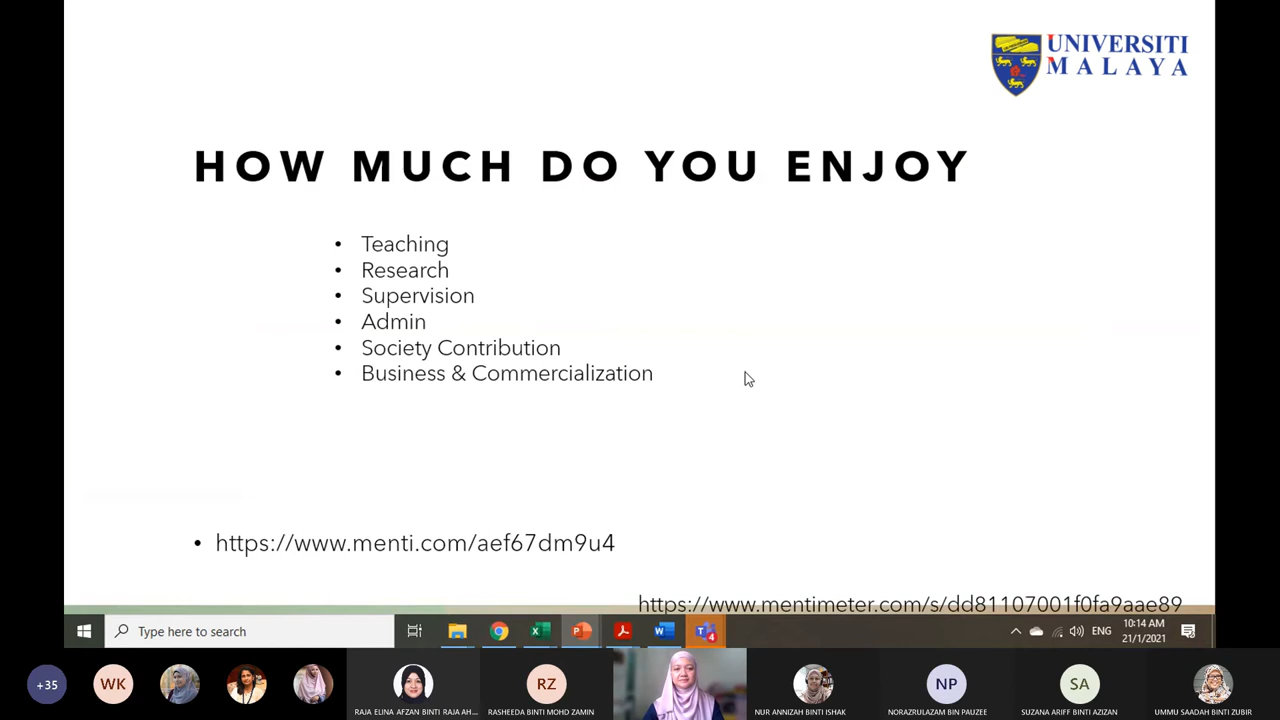 UNIVERSITI
MALAYA
HOW MUCH DO YOU ENJOY
• Teaching
• Research
• Supervision
• Admin
• Society Contribution
• Business & Commercialization
• https://www.menti.com/aef67dm9u4
https://www.mentimeter.com/s/dd81107001f0fa9aae89
Type here to search
4
ENG
10:14 AM
21/1/2021
+35
WK
RZ
NP
SA
RAJA ELINA AFZAN BINTI RAJA AH...
RASHEEDA BINTI MOHD ZAMIN
NUR ANNIZAH BINTI ISHAK
NORAZRULAZAM BIN PAUZEE
SUZANA ARIFF BINTI AZIZAN
UMMU SAADAH BINTI ZUBIR